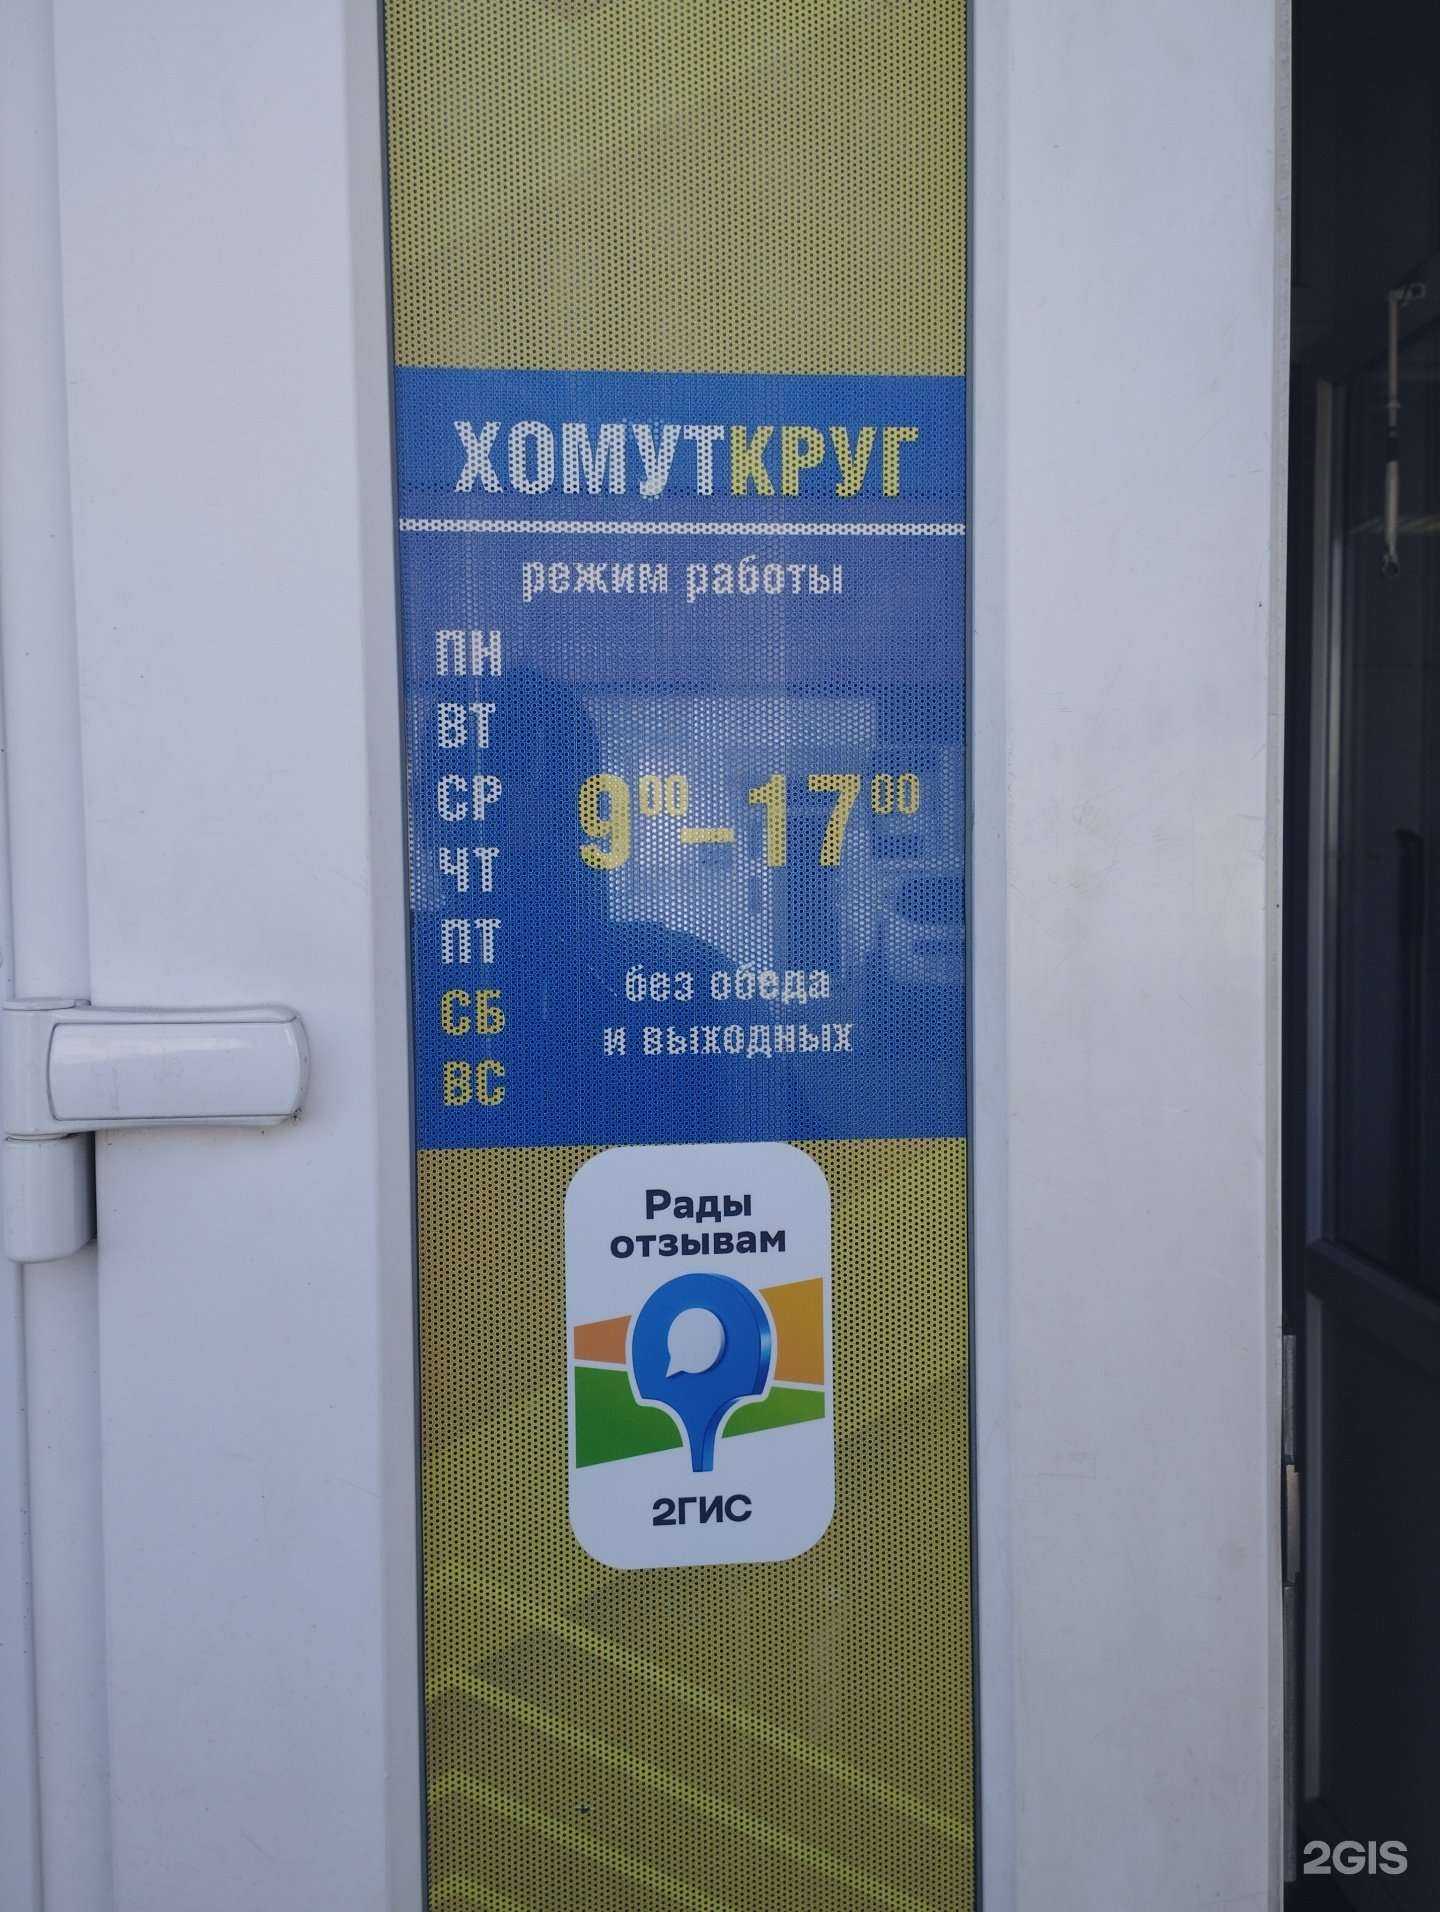 ХОМУТКРУГ
режим работы
ПН
ВТ
СР
ЧТ
ПТ
СБ
ВС
9⁰⁰–17⁰⁰
без обеда
и выходных
Рады
отзывам
2ГИС
2GIS